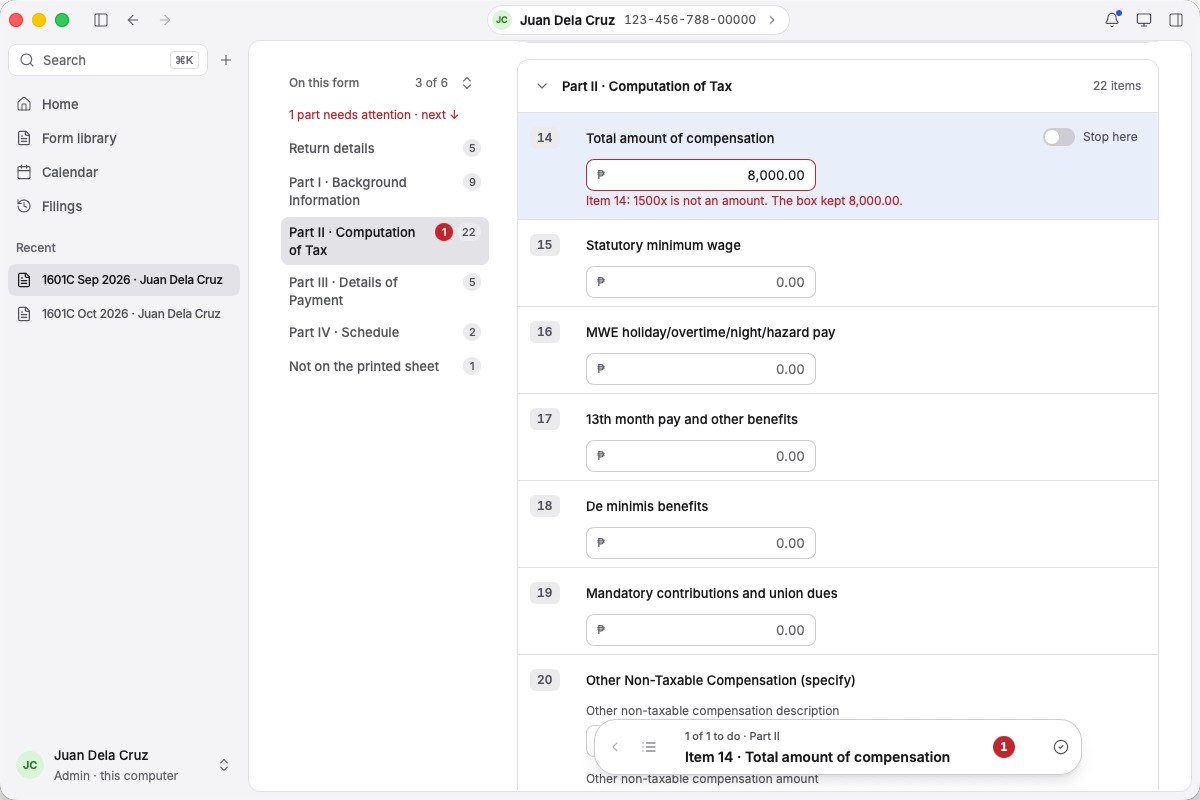 JC Juan Dela Cruz 123-456-788-00000
Search ⌘K
Home
Form library
Calendar
Filings
Recent
1601C Sep 2026 · Juan Dela Cruz
1601C Oct 2026 · Juan Dela Cruz
JC
Juan Dela Cruz
Admin · this computer
On this form 3 of 6
1 part needs attention · next ↓
Return details 5
Part I · Background 9
Information
Part II · Computation 1 22
of Tax
Part III · Details of 5
Payment
Part IV · Schedule 2
Not on the printed sheet 1
Part II · Computation of Tax 22 items
14 Total amount of compensation Stop here
₱ 8,000.00
Item 14: 1500x is not an amount. The box kept 8,000.00.
15 Statutory minimum wage
₱ 0.00
16 MWE holiday/overtime/night/hazard pay
₱ 0.00
17 13th month pay and other benefits
₱ 0.00
18 De minimis benefits
₱ 0.00
19 Mandatory contributions and union dues
₱ 0.00
20 Other Non-Taxable Compensation (specify)
Other non-taxable compensation description
1 of 1 to do · Part II
Item 14 · Total amount of compensation 1
Other non-taxable compensation amount